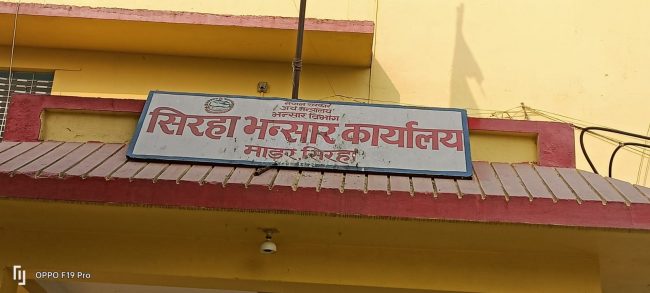 नेपाल सरकार
अर्थ मन्त्रालय
भन्सार विभाग
सिरहा भन्सार कार्यालय
माडर, सिरहा
OPPO F19 Pro